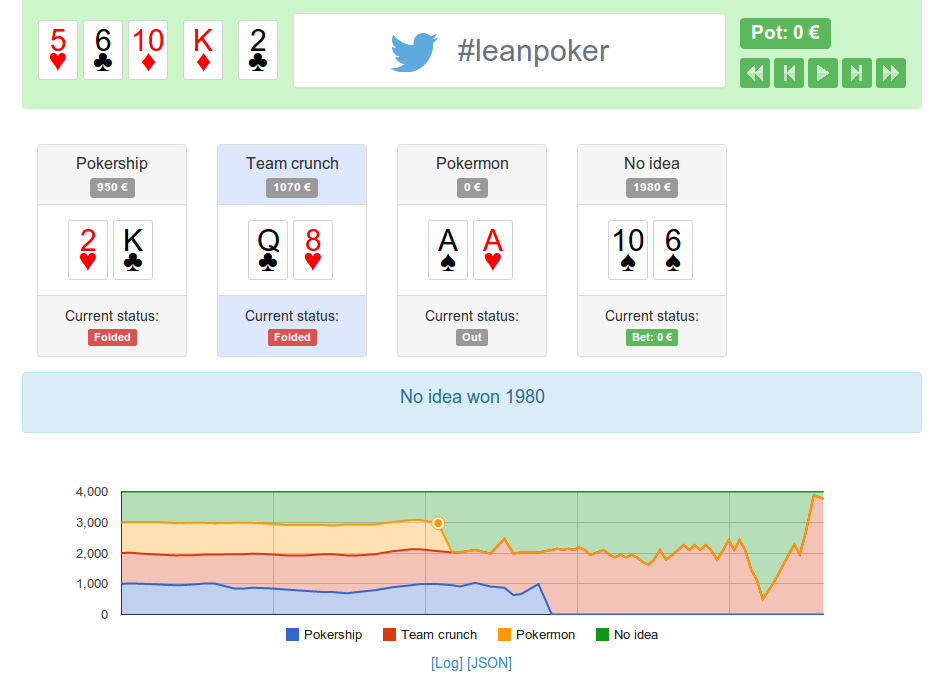 5♥ 6♣ 10♦ K♦ 2♣
#leanpoker
Pot: 0 €
Pokership
950 €
2♥ K♣
Current status:
Folded
Team crunch
1070 €
Q♣ 8♥
Current status:
Folded
Pokermon
0 €
A♠ A♥
Current status:
Out
No idea
1980 €
10♠ 6♠
Current status:
Bet: 0 €
No idea won 1980
4,000
3,000
2,000
1,000
0
Pokership Team crunch Pokermon No idea
[Log] [JSON]